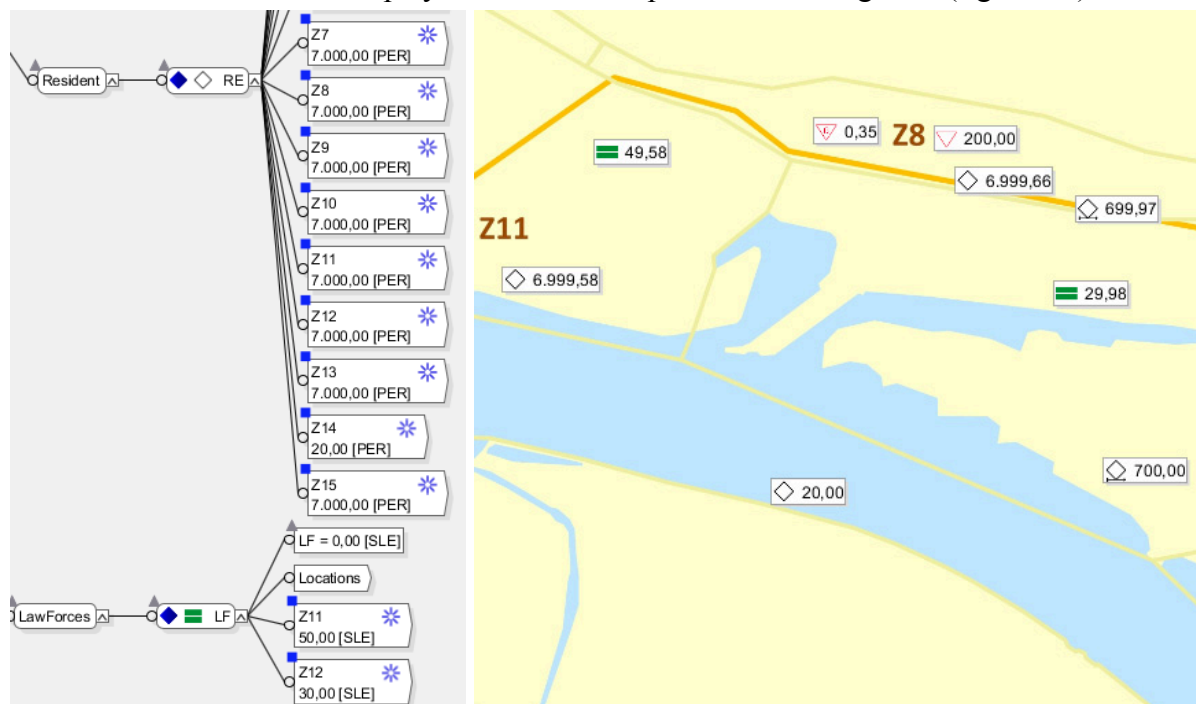 Z7
7.000,00 [PER]
Resident
RE
Z8
7.000,00 [PER]
Z9
7.000,00 [PER]
Z10
7.000,00 [PER]
Z11
7.000,00 [PER]
Z12
7.000,00 [PER]
Z13
7.000,00 [PER]
Z14
20,00 [PER]
Z15
7.000,00 [PER]
LF = 0,00 [SLE]
Locations
LawForces
LF
Z11
50,00 [SLE]
Z12
30,00 [SLE]
0,35
Z8
200,00
49,58
6.999,66
699,97
Z11
6.999,58
29,98
700,00
20,00